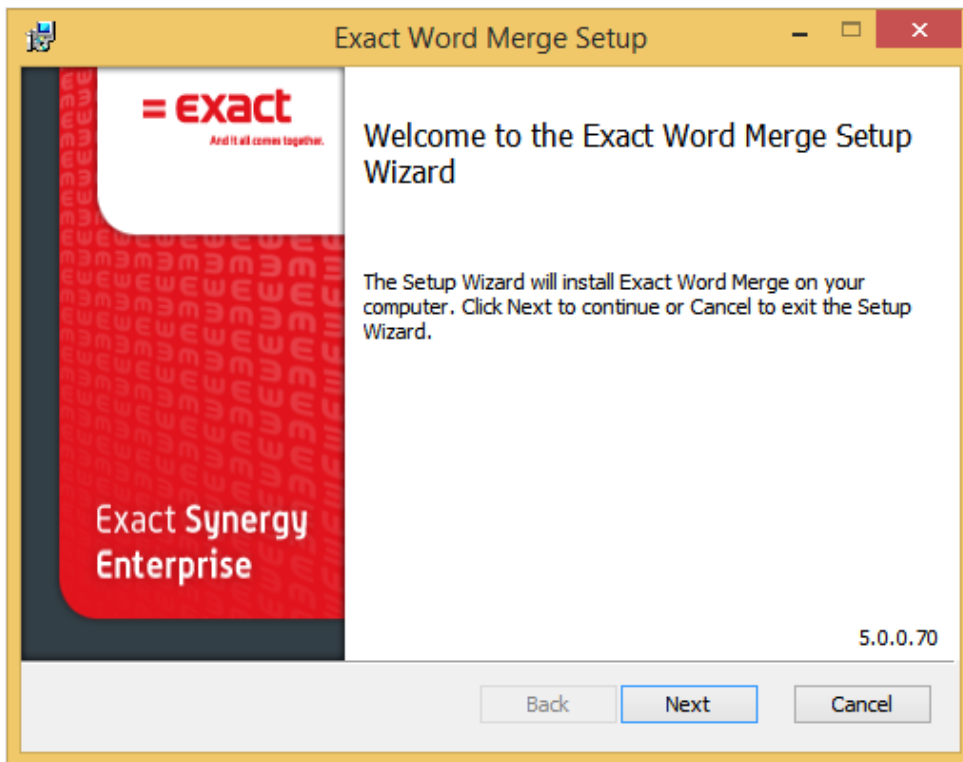 Exact Word Merge Setup
= exact
And it all comes together.
Welcome to the Exact Word Merge Setup
Wizard
The Setup Wizard will install Exact Word Merge on your
computer. Click Next to continue or Cancel to exit the Setup
Wizard.
Exact Synergy
Enterprise
5.0.0.70
Back
Next
Cancel